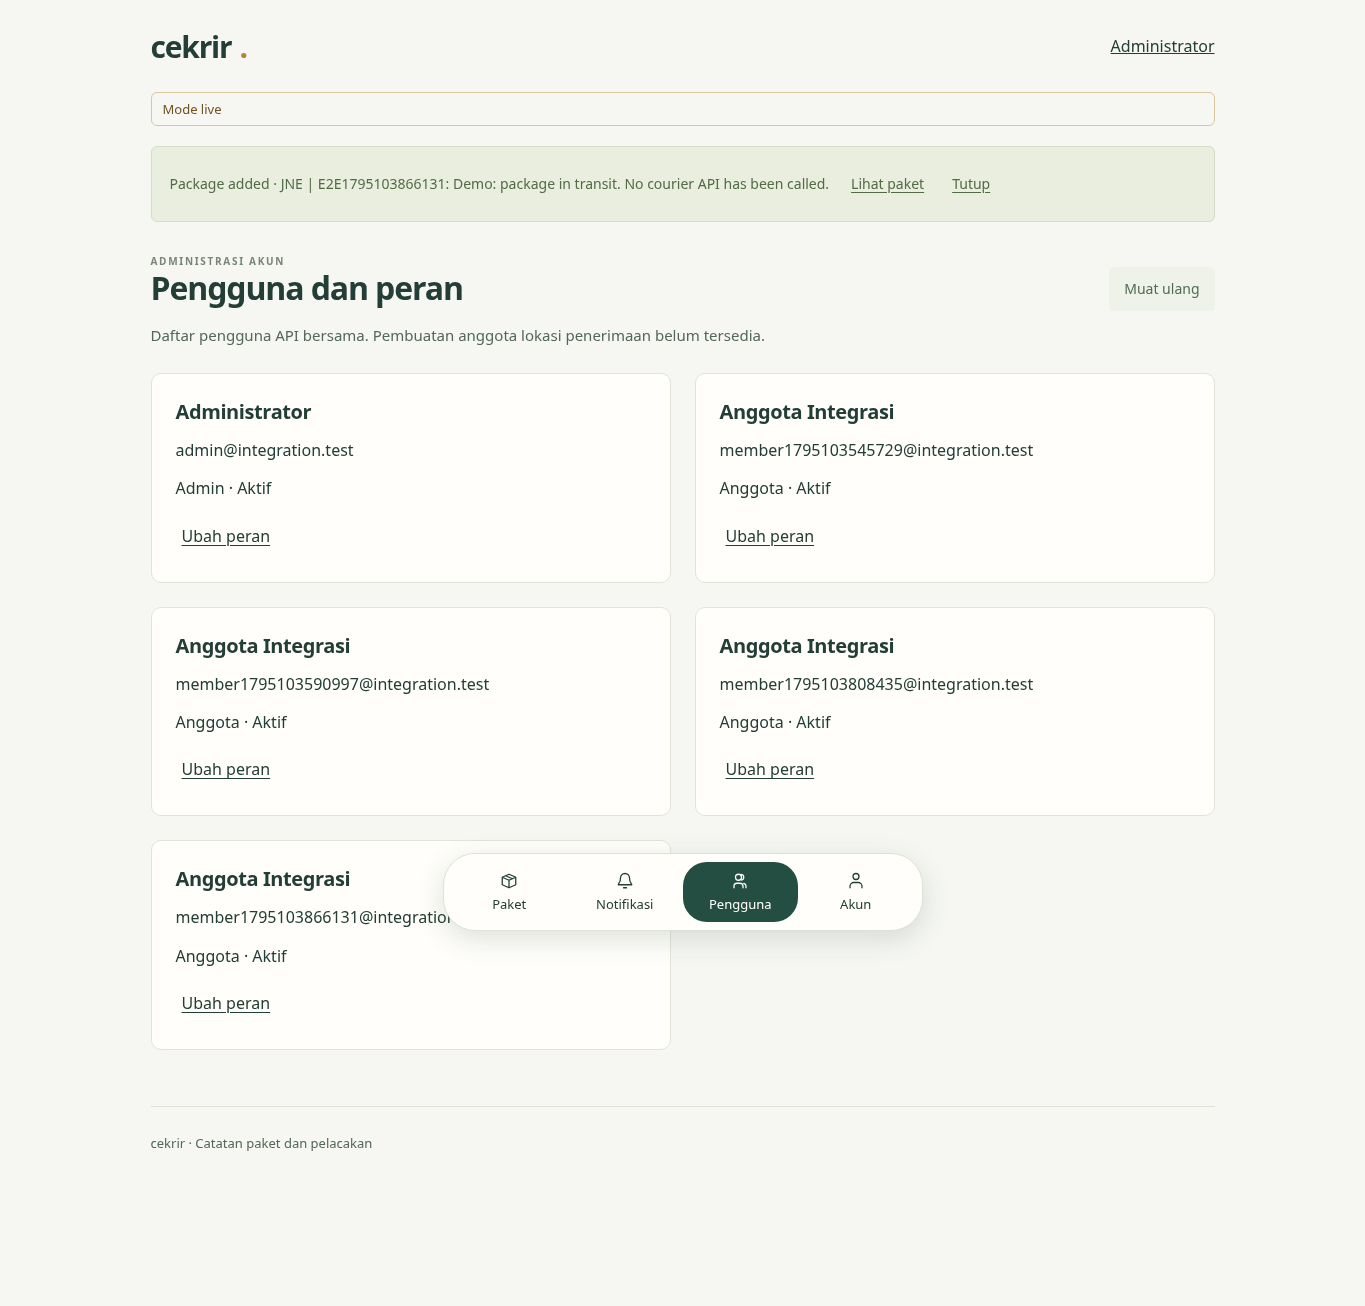 cekrir .
Administrator
Mode live
Package added · JNE | E2E1795103866131: Demo: package in transit. No courier API has been called. Lihat paket Tutup
ADMINISTRASI AKUN
Pengguna dan peran
Muat ulang
Daftar pengguna API bersama. Pembuatan anggota lokasi penerimaan belum tersedia.
Administrator
admin@integration.test
Admin · Aktif
Ubah peran
Anggota Integrasi
member1795103545729@integration.test
Anggota · Aktif
Ubah peran
Anggota Integrasi
member1795103590997@integration.test
Anggota · Aktif
Ubah peran
Anggota Integrasi
member1795103808435@integration.test
Anggota · Aktif
Ubah peran
Anggota Integrasi
member1795103866131@integration
Anggota · Aktif
Ubah peran
Paket
Notifikasi
Pengguna
Akun
cekrir · Catatan paket dan pelacakan